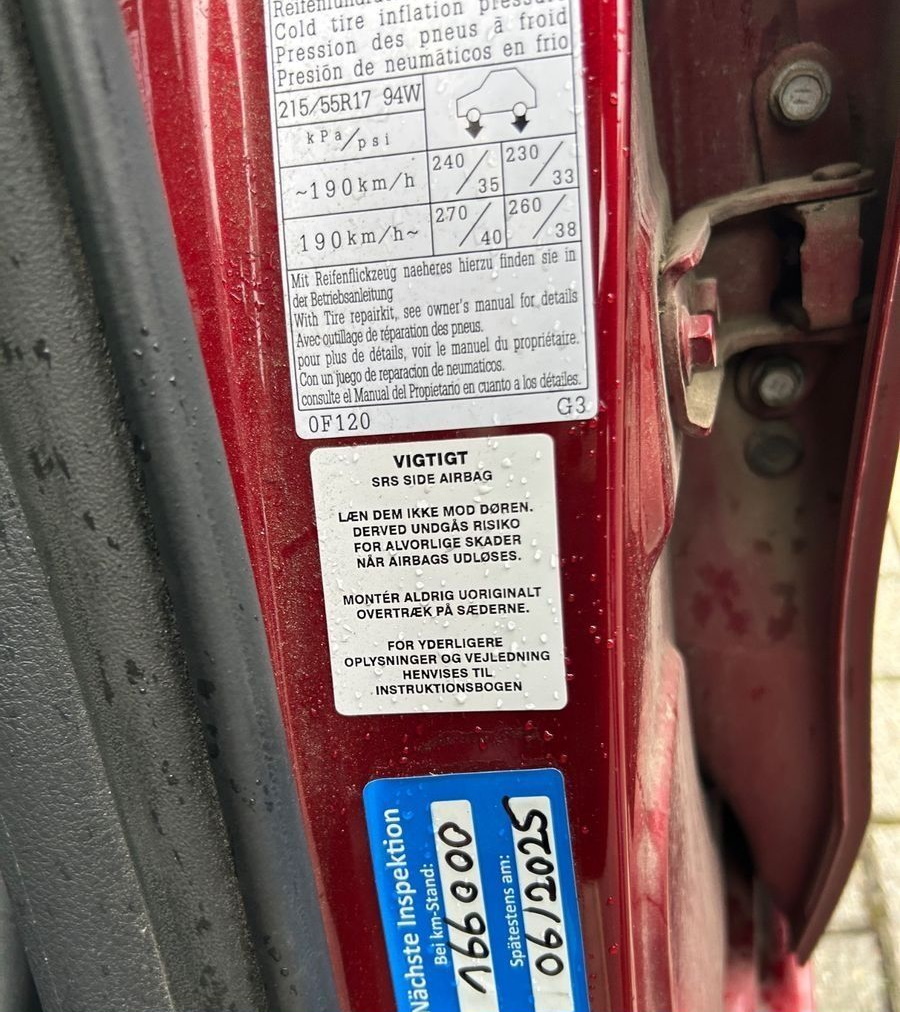 Cold tire inflation
Pression des pneus à froid
Presión de neumáticos en frio
215/55R17 94W
kPa/psi
~190km/h 240/35 230/33
190km/h~ 270/40 260/38
Mit Reifenflickzeug naeheres hierzu finden sie in
der Betriebsanleitung
With Tire repairkit, see owner's manual for details
Avec outillage de réparation des pneus.
pour plus de détails, voir le manuel du propriétaire.
Con un juego de reparacion de neumaticos.
consulte el Manual del Propietario en cuanto a los détailes.
0F120 G3
VIGTIGT
SRS SIDE AIRBAG
LÆN DEM IKKE MOD DØREN.
DERVED UNDGÅS RISIKO
FOR ALVORLIGE SKADER
NÅR AIRBAGS UDLØSES.
MONTÉR ALDRIG UORIGINALT
OVERTRÆK PÅ SÆDERNE.
FOR YDERLIGERE
OPLYSNINGER OG VEJLEDNING
HENVISES TIL
INSTRUKTIONSBOGEN
Nächste Inspektion
Bei km-Stand:
166000
Spätestens am:
06/2025